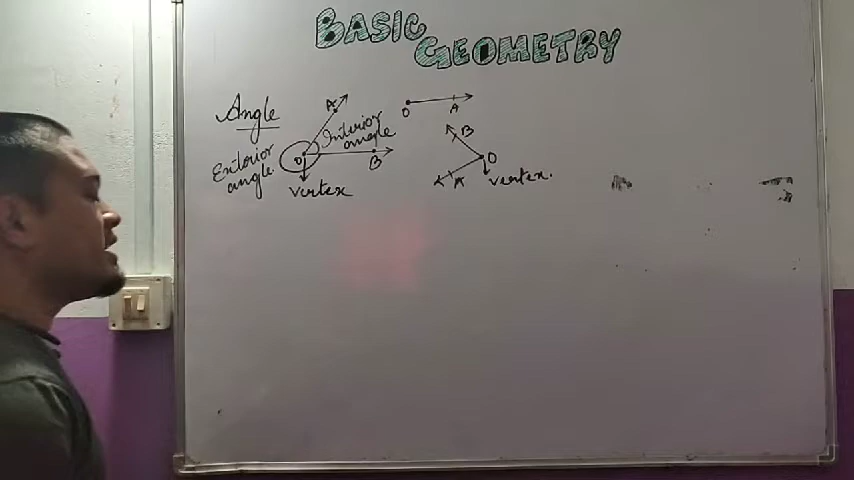 BASIC
GEOMETRY
Angle
A
Interior
angle
O
B
Exterior
angle
vertex
O
A
B
O
A
vertex.